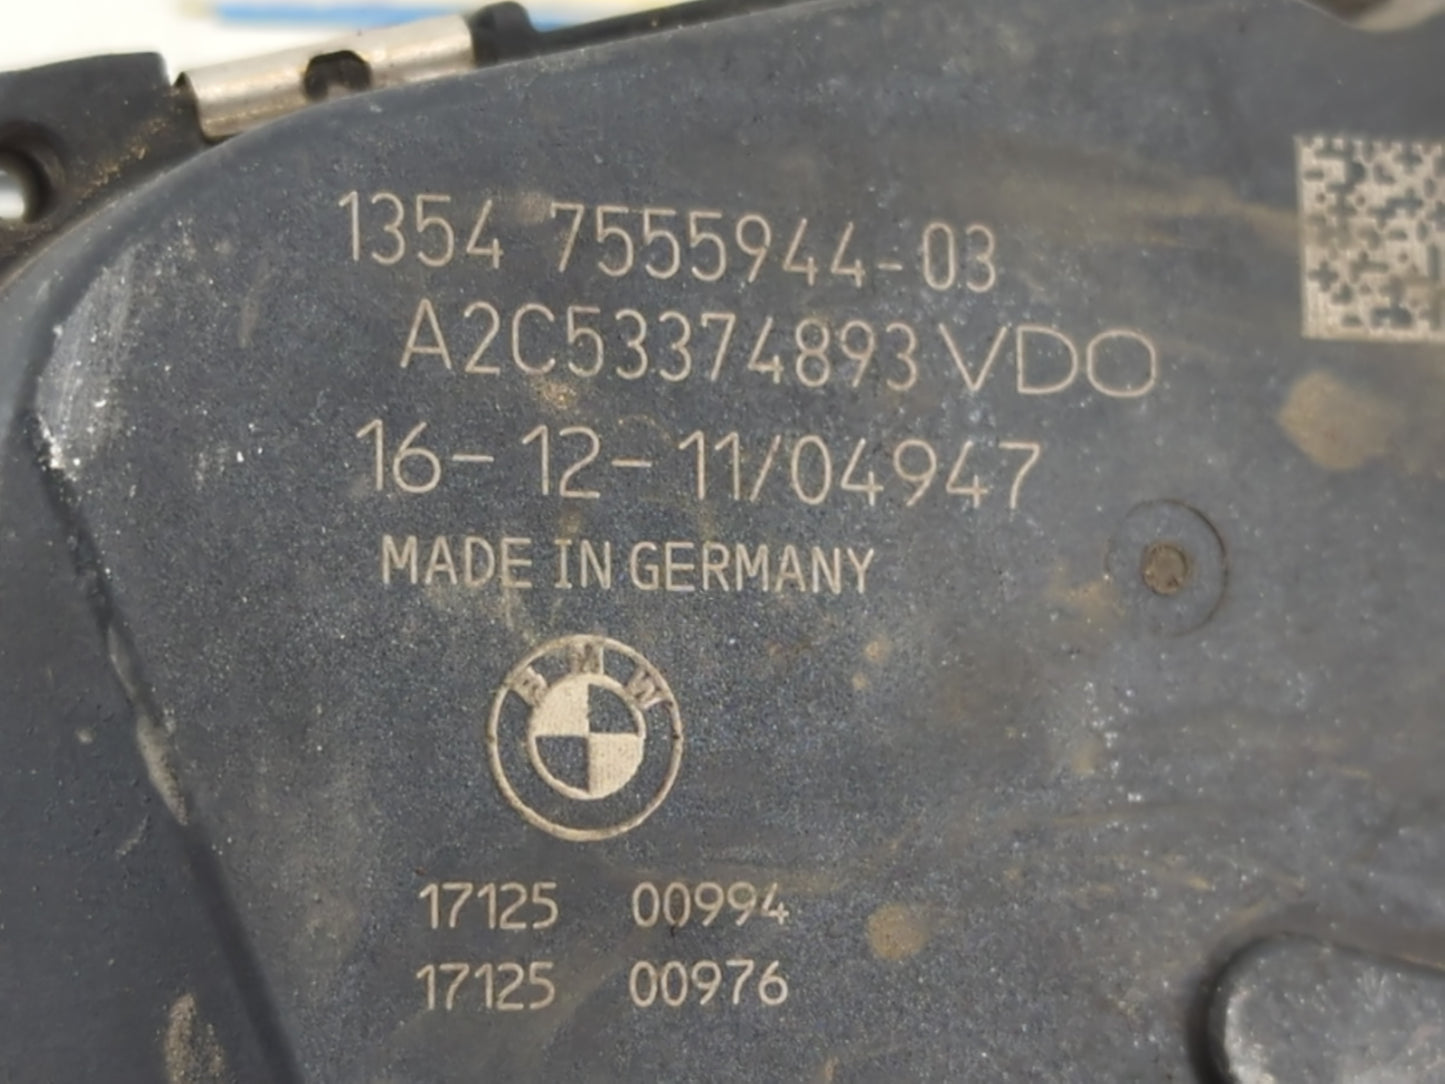 1354 7555944-03
A2C53374893 VDO
16-12-11/04947
MADE IN GERMANY
BMW
17125 00994
17125 00976